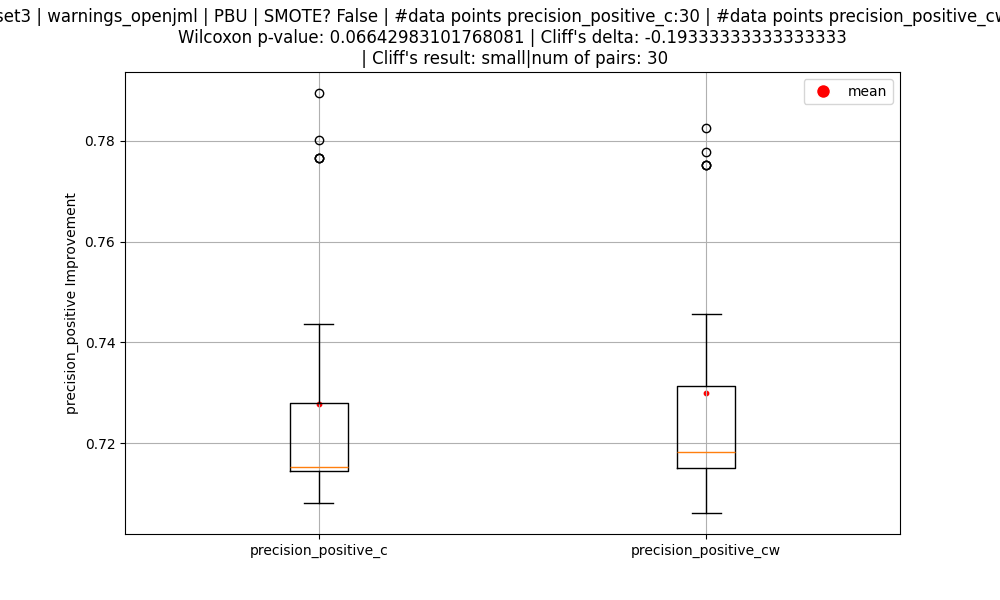 set3 | warnings_openjml | PBU | SMOTE? False | #data points precision_positive_c:30 | #data points precision_positive_cw
Wilcoxon p-value: 0.06642983101768081 | Cliff's delta: -0.19333333333333333
| Cliff's result: small|num of pairs: 30
mean
0.78
0.76
0.74
0.72
precision_positive Improvement
precision_positive_c
precision_positive_cw